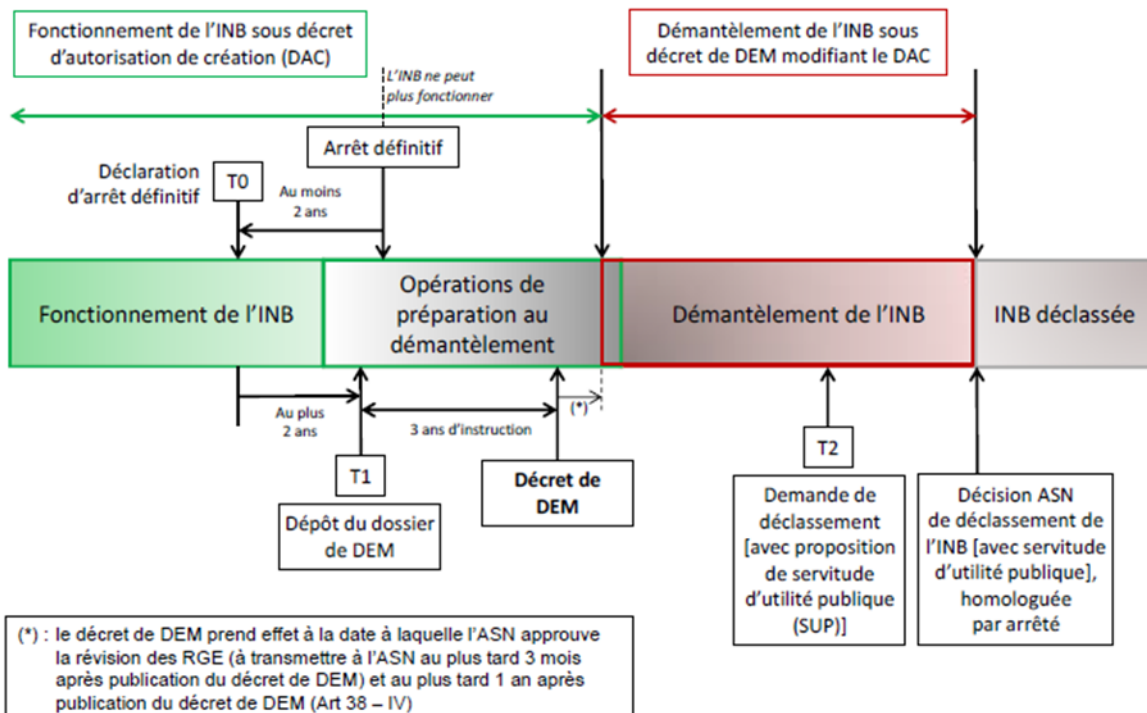 Fonctionnement de l'INB sous décret
d'autorisation de création (DAC)
Démantèlement de l'INB sous
décret de DEM modifiant le DAC
L'INB ne peut
plus fonctionner
Arrêt définitif
Déclaration
d'arrêt définitif
T0
Au moins
2 ans
Fonctionnement de l'INB
Opérations de
préparation au
démantèlement
Démantèlement de l'INB
INB déclassée
Au plus
2 ans
3 ans d'instruction
(*)
T1
Dépôt du dossier
de DEM
Décret de
DEM
T2
Demande de
déclassement
[avec proposition
de servitude
d'utilité publique
(SUP)]
Décision ASN
de déclassement de
l'INB [avec servitude
d'utilité publique],
homologuée
par arrêté
(*) : le décret de DEM prend effet à la date à laquelle l'ASN approuve
la révision des RGE (à transmettre à l'ASN au plus tard 3 mois
après publication du décret de DEM) et au plus tard 1 an après
publication du décret de DEM (Art 38 – IV)